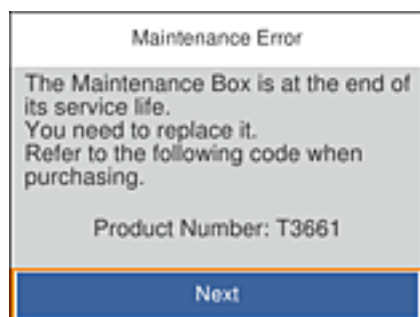 Maintenance Error
The Maintenance Box is at the end of
its service life.
You need to replace it.
Refer to the following code when
purchasing.
Product Number: T3661
Next